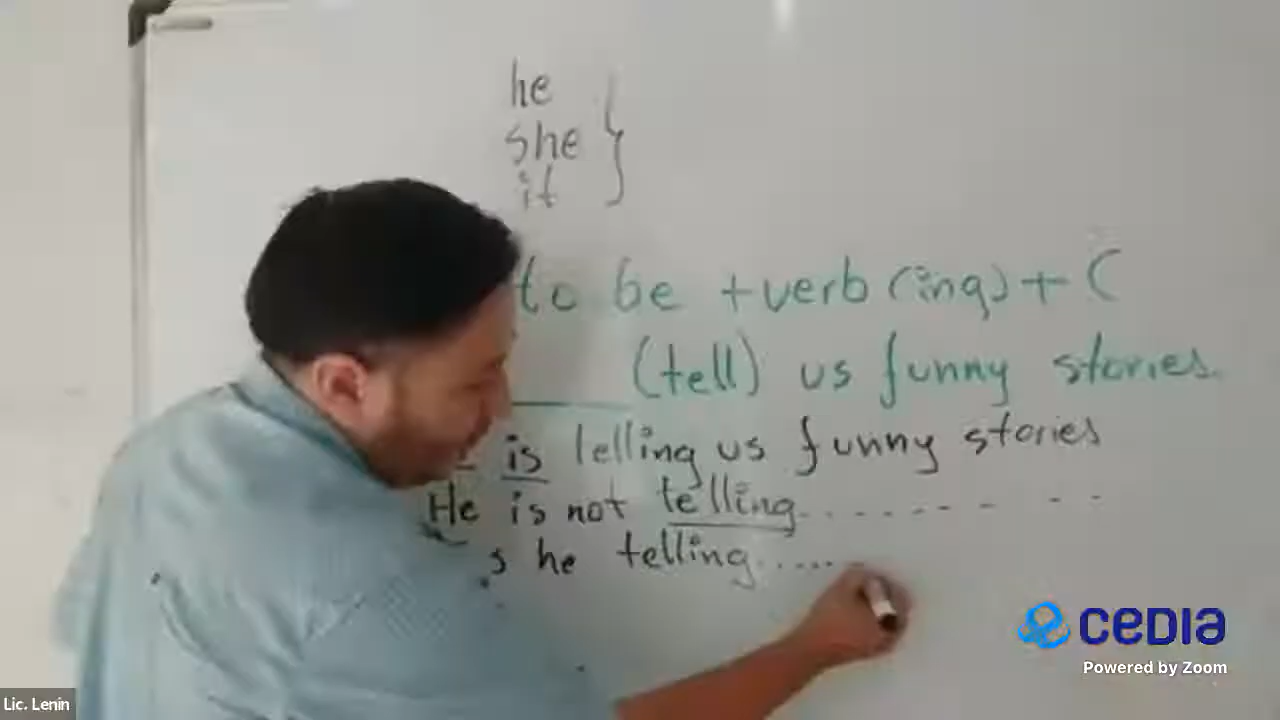 he
she
it
to be + verb (ing) + C
(tell) us funny stories.
is telling us funny stories
He is not telling.......- - -
s he telling.....
CEDIA
Powered by Zoom
Lic. Lenin